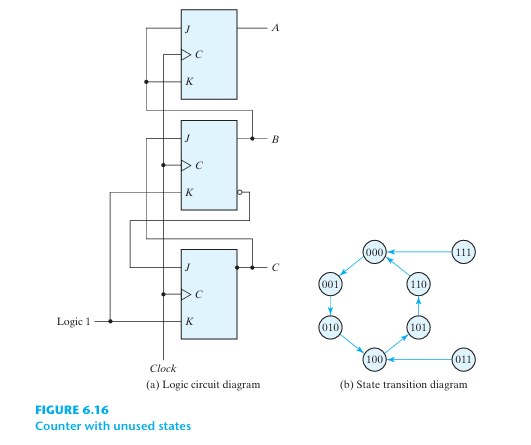 J
A
C
K
J
B
C
K
J
C
C
Logic 1
K
Clock
000
111
001
110
010
101
100
011
(a) Logic circuit diagram
(b) State transition diagram
FIGURE 6.16
Counter with unused states